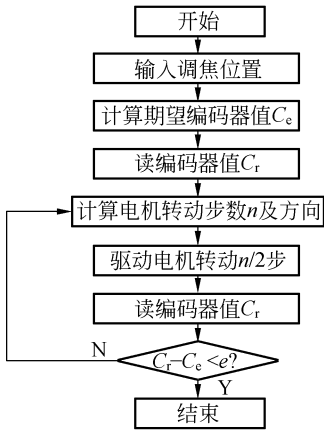 开始
输入调焦位置
计算期望编码器值Ce
读编码器值Cr
计算电机转动步数n及方向
驱动电机转动n/2步
读编码器值Cr
N
Cr–Ce <e?
Y
结束